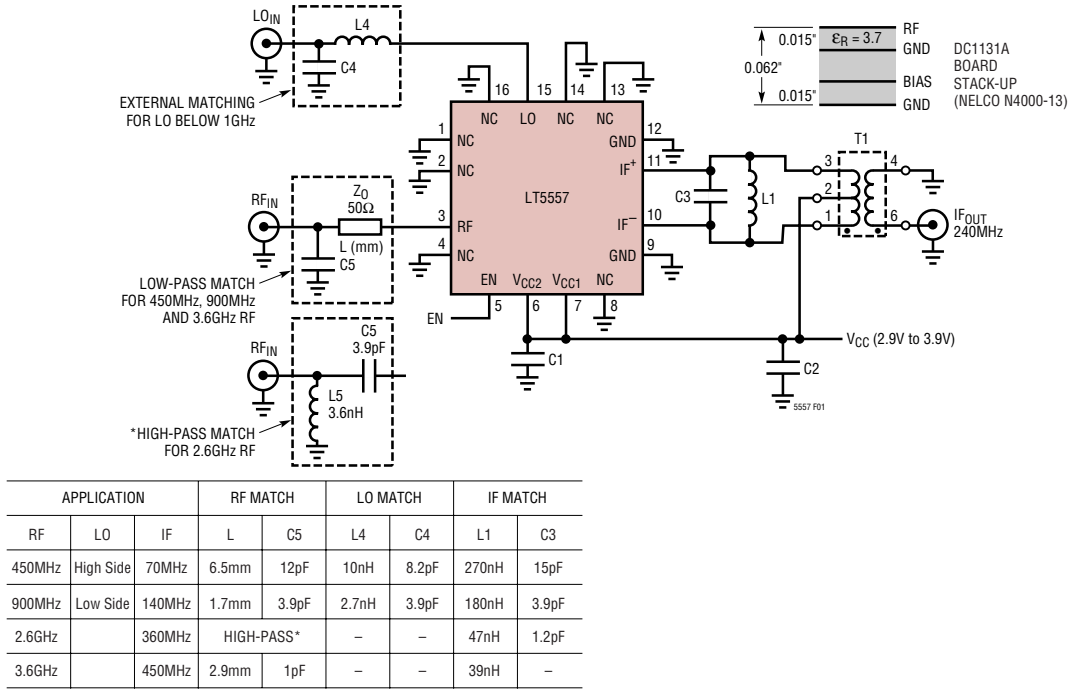 LO_IN
L4
C4
EXTERNAL MATCHING
FOR LO BELOW 1GHz
RF_IN
Z_O
50Ω
L (mm)
C5
LOW-PASS MATCH
FOR 450MHz, 900MHz
AND 3.6GHz RF
RF_IN
C5
3.9pF
L5
3.6nH
*HIGH-PASS MATCH
FOR 2.6GHz RF
16 15 14 13
NC LO NC NC
1 NC
2 NC
3 RF
4 NC
LT5557
GND 12
IF+ 11
IF− 10
GND 9
EN V_CC2 V_CC1 NC
5 6 7 8
EN
C1
C2
V_CC (2.9V to 3.9V)
5557 F01
C3
L1
T1
3 4
2
1 6
IF_OUT
240MHz
0.015"
0.062"
0.015"
ε_R = 3.7
RF
GND
BIAS
GND
DC1131A
BOARD
STACK-UP
(NELCO N4000-13)
APPLICATION RF MATCH LO MATCH IF MATCH
RF LO IF L C5 L4 C4 L1 C3
450MHz High Side 70MHz 6.5mm 12pF 10nH 8.2pF 270nH 15pF
900MHz Low Side 140MHz 1.7mm 3.9pF 2.7nH 3.9pF 180nH 3.9pF
2.6GHz 360MHz HIGH-PASS* – – 47nH 1.2pF
3.6GHz 450MHz 2.9mm 1pF – – 39nH –